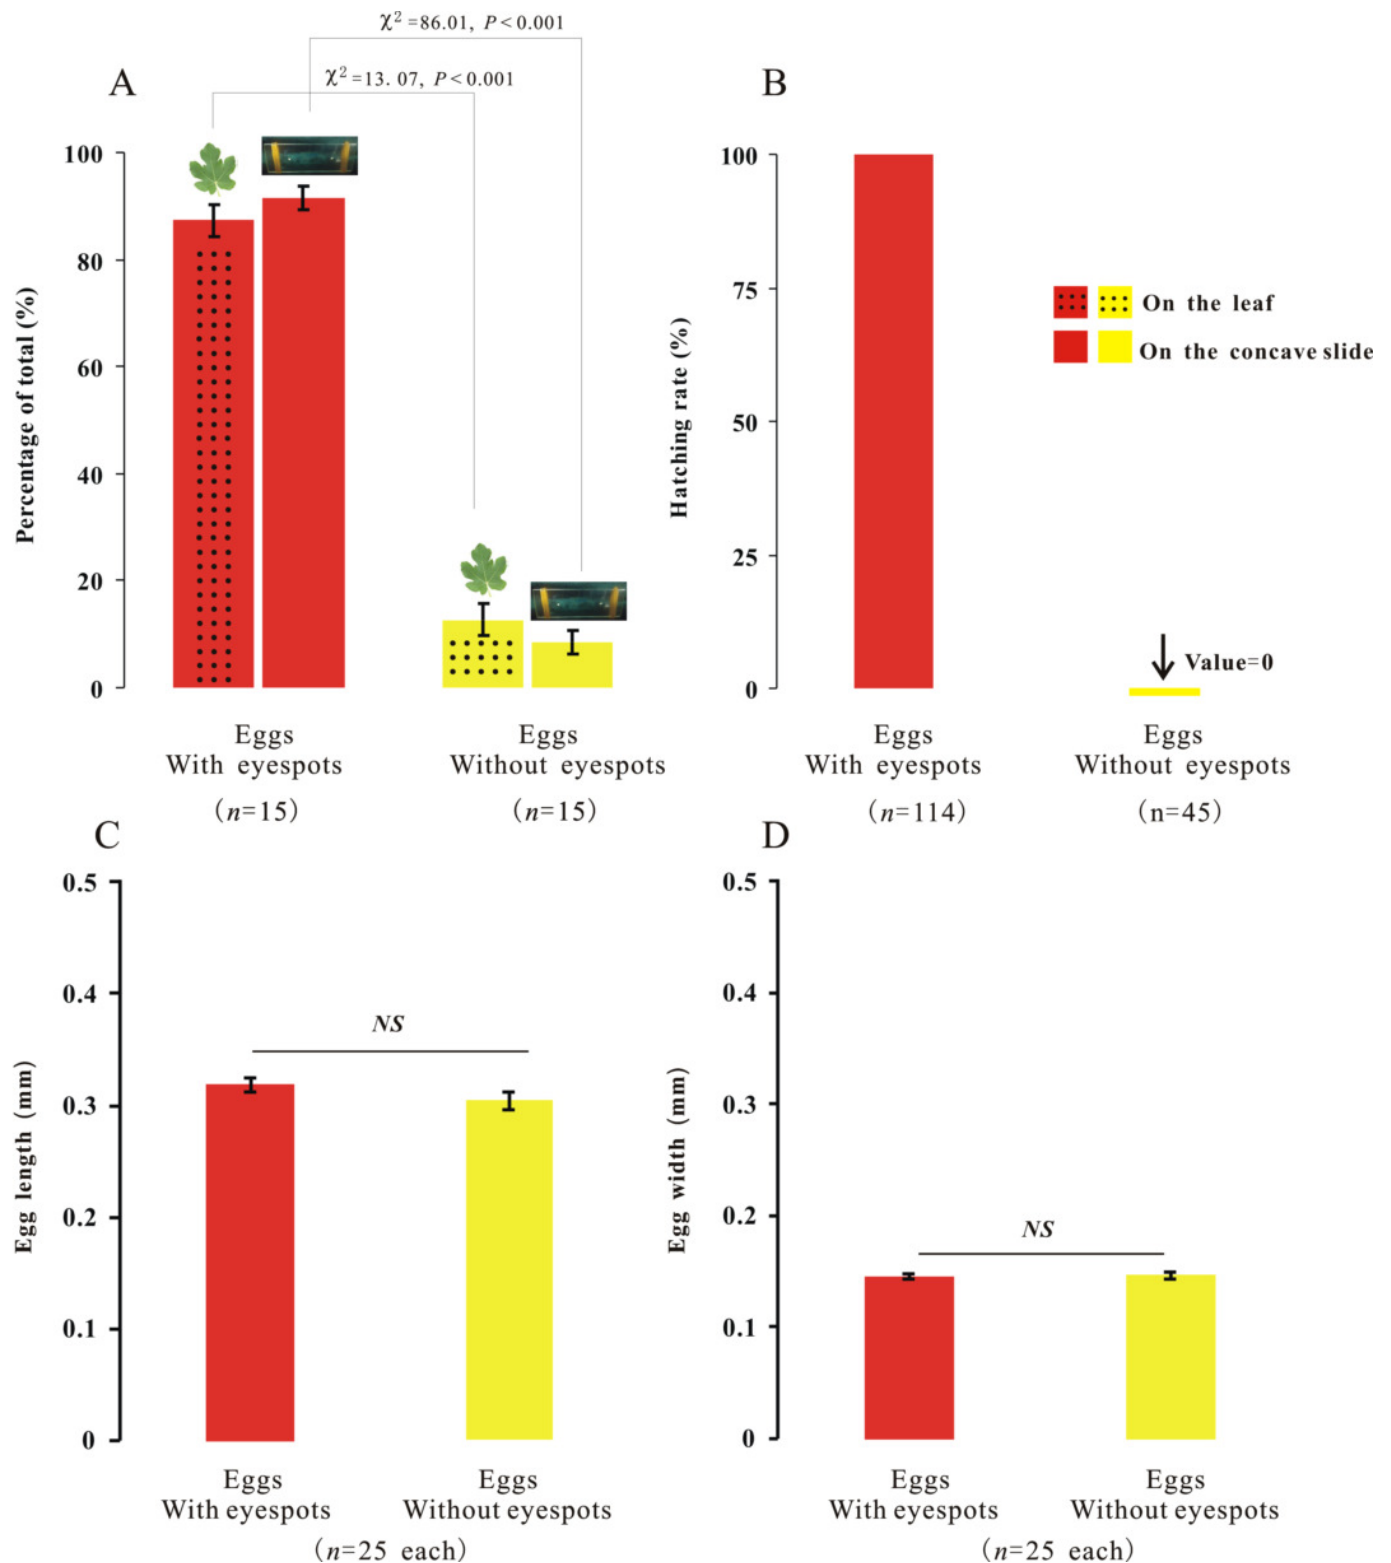 χ²=86.01, P<0.001
χ²=13.07, P<0.001
A
Percentage of total (%)
100
80
60
40
20
0
Eggs
With eyespots
(n=15)
Eggs
Without eyespots
(n=15)
B
Hatching rate (%)
100
75
50
25
0
On the leaf
On the concave slide
Value=0
Eggs
With eyespots
(n=114)
Eggs
Without eyespots
(n=45)
C
Egg length (mm)
0.5
0.4
0.3
0.2
0.1
0
NS
Eggs
With eyespots
Eggs
Without eyespots
(n=25 each)
D
Egg width (mm)
0.5
0.4
0.3
0.2
0.1
0
NS
Eggs
With eyespots
Eggs
Without eyespots
(n=25 each)